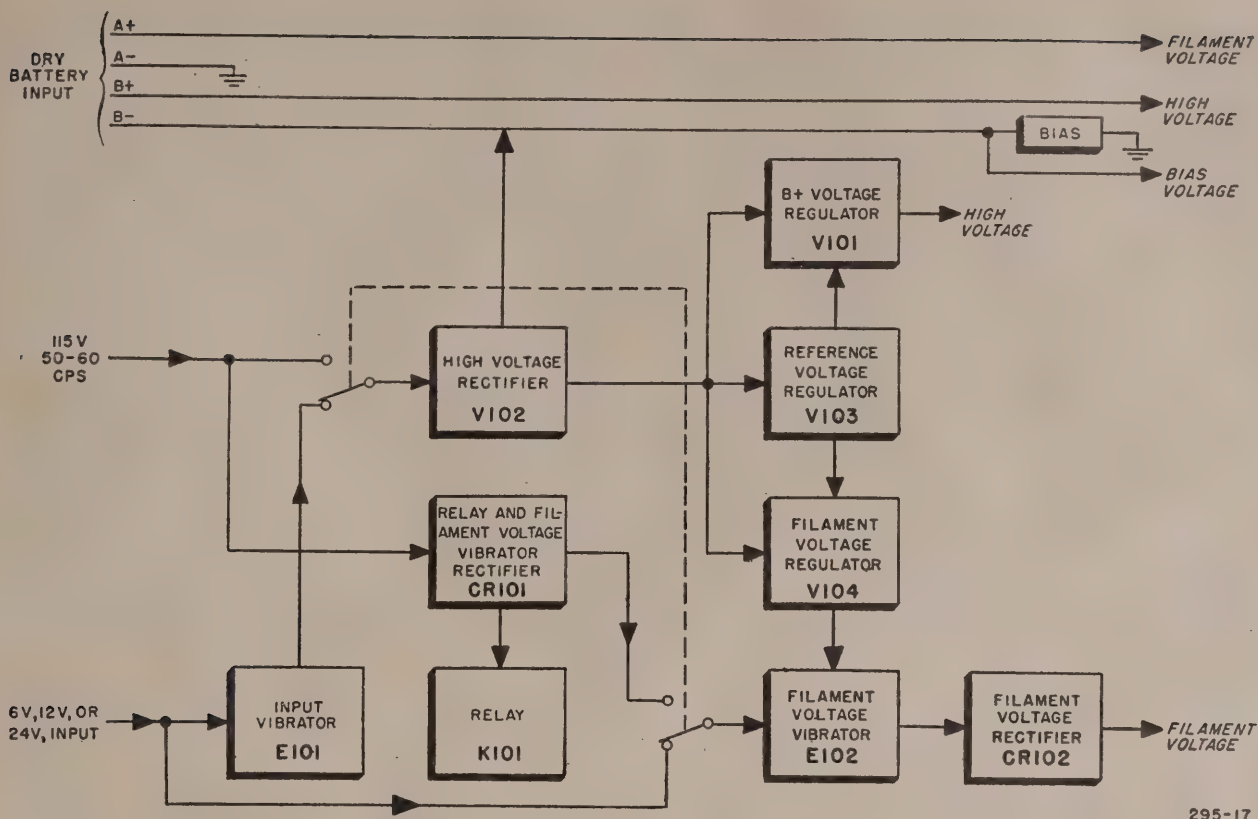 DRY
BATTERY
INPUT
A+
A-
B+
B-
FILAMENT
VOLTAGE
HIGH
VOLTAGE
BIAS
BIAS
VOLTAGE
B+ VOLTAGE
REGULATOR
V101
HIGH
VOLTAGE
115V
50-60
CPS
HIGH VOLTAGE
RECTIFIER
V102
REFERENCE
VOLTAGE
REGULATOR
V103
RELAY AND FIL-
AMENT VOLTAGE
VIBRATOR
RECTIFIER
CR101
FILAMENT
VOLTAGE
REGULATOR
V104
6V, 12V, OR
24V, INPUT
INPUT
VIBRATOR
E101
RELAY
K101
FILAMENT
VOLTAGE
VIBRATOR
E102
FILAMENT
VOLTAGE
RECTIFIER
CR102
FILAMENT
VOLTAGE
295-17